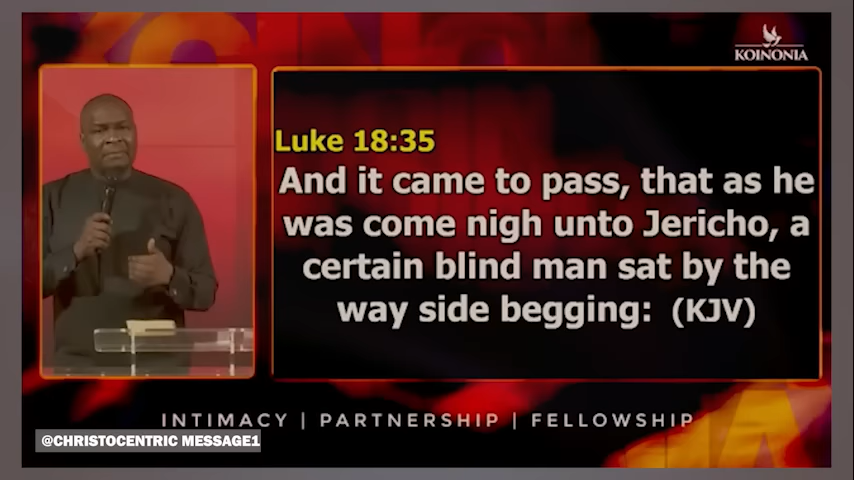 KOINONIA
Luke 18:35
And it came to pass, that as he
was come nigh unto Jericho, a
certain blind man sat by the
way side begging: (KJV)
INTIMACY | PARTNERSHIP | FELLOWSHIP
@CHRISTOCENTRIC MESSAGE1